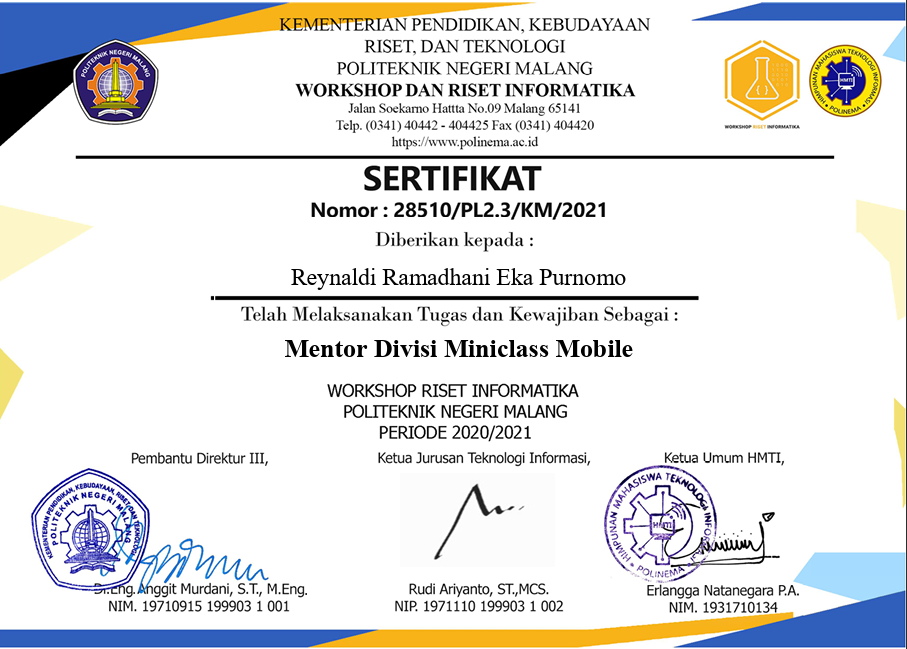 KEMENTERIAN PENDIDIKAN, KEBUDAYAAN
RISET, DAN TEKNOLOGI
POLITEKNIK NEGERI MALANG
WORKSHOP DAN RISET INFORMATIKA
Jalan Soekarno Hattta No.09 Malang 65141
Telp. (0341) 40442 - 404425 Fax (0341) 404420
https://www.polinema.ac.id
POLITEKNIK NEGERI MALANG
WORKSHOP RISET INFORMATIKA
HIMPUNAN MAHASISWA TEKNOLOGI INFORMASI
HMTI
POLINEMA
SERTIFIKAT
Nomor : 28510/PL2.3/KM/2021
Diberikan kepada :
Reynaldi Ramadhani Eka Purnomo
Telah Melaksanakan Tugas dan Kewajiban Sebagai :
Mentor Divisi Miniclass Mobile
WORKSHOP RISET INFORMATIKA
POLITEKNIK NEGERI MALANG
PERIODE 2020/2021
Pembantu Direktur III,
KEMENTERIAN PENDIDIKAN, KEBUDAYAAN, RISET, DAN TEKNOLOGI
POLITEKNIK NEGERI MALANG
Dr.Eng.Anggit Murdani, S.T., M.Eng.
NIM. 19710915 199903 1 001
Ketua Jurusan Teknologi Informasi,
Rudi Ariyanto, ST.,MCS.
NIP. 1971110 199903 1 002
Ketua Umum HMTI,
HIMPUNAN MAHASISWA TEKNOLOGI INFORMASI
HMTI
POLINEMA
Erlangga Natanegara P.A.
NIM. 1931710134